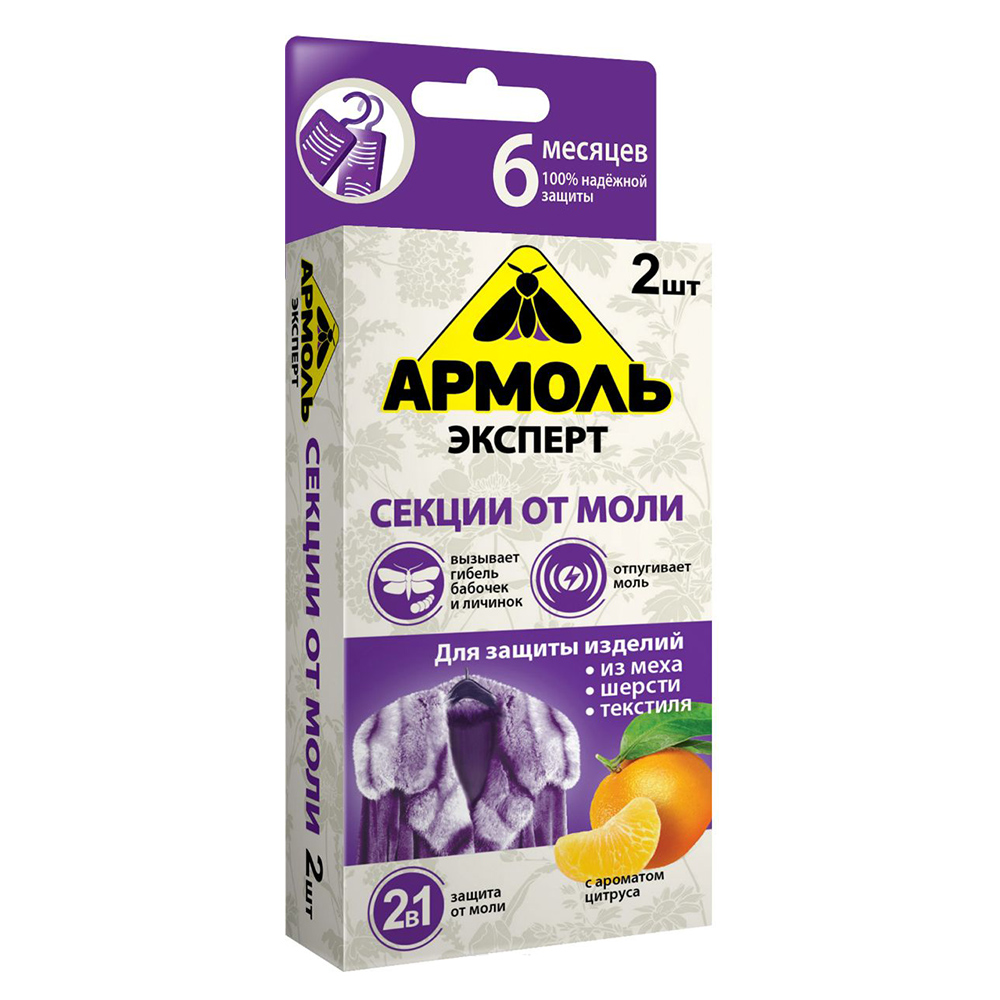 6 месяцев
100% надёжной
защиты
2шт
АРМОЛЬ
ЭКСПЕРТ
СЕКЦИИ ОТ МОЛИ
вызывает
гибель
бабочек
и личинок
отпугивает
моль
Для защиты изделий
• из меха
• шерсти
• текстиля
с ароматом
цитруса
2в1
защита
от моли
АРМОЛЬ
ЭКСПЕРТ
СЕКЦИИ ОТ МОЛИ 2шт